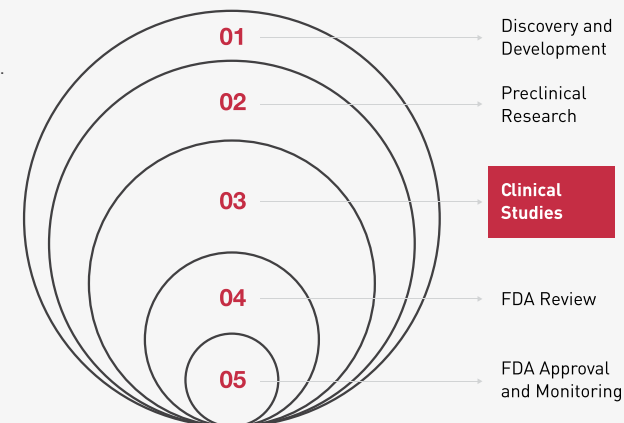 01
Discovery and
Development
02
Preclinical
Research
03
Clinical
Studies
04
FDA Review
05
FDA Approval
and Monitoring